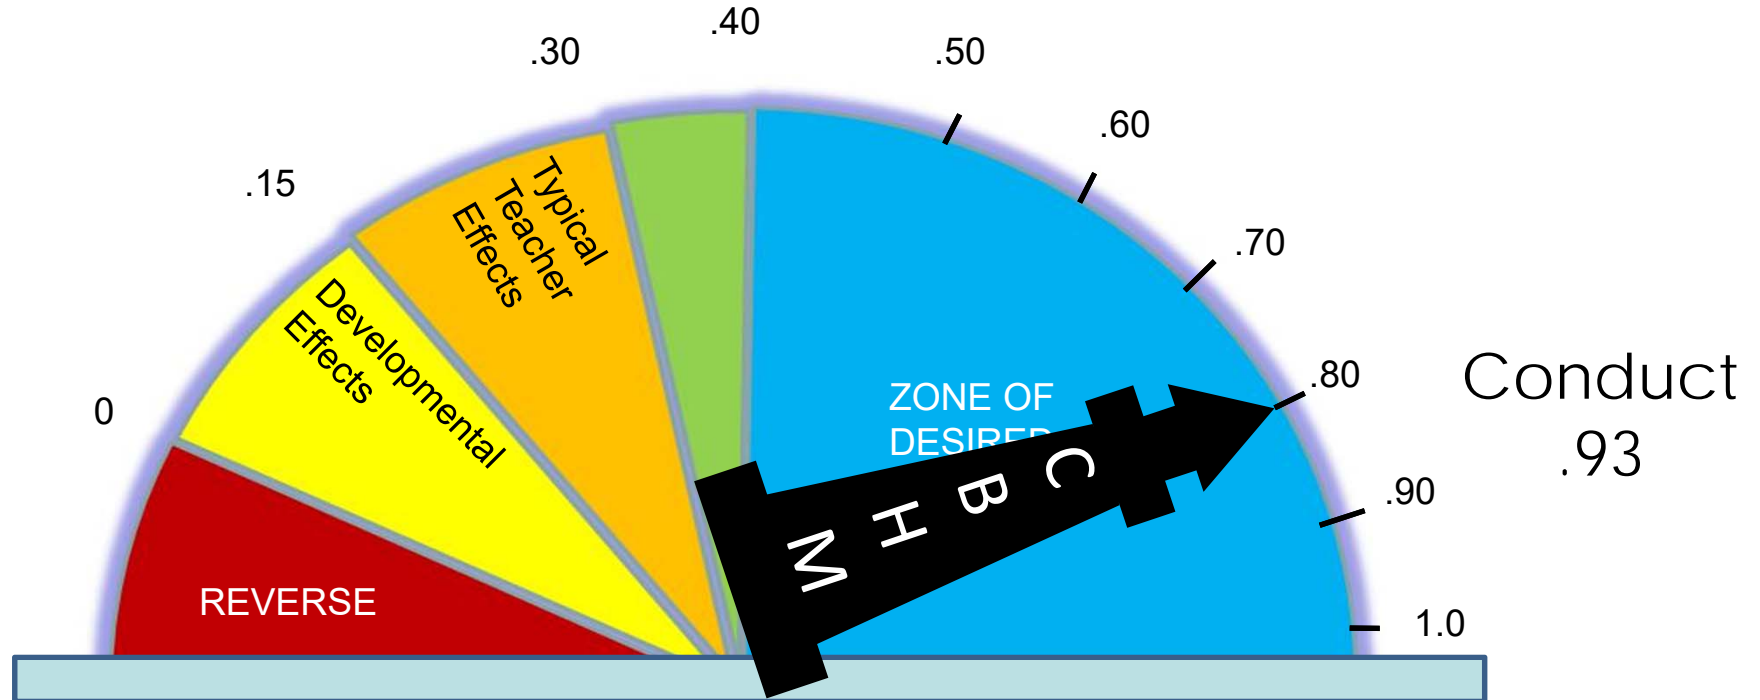 .40
.30
.50
.60
.15
.70
.80
0
.90
1.0
Typical
Teacher
Effects
Developmental
Effects
REVERSE
ZONE OF
DESIRED
C
B
H
M
Conduct
.93